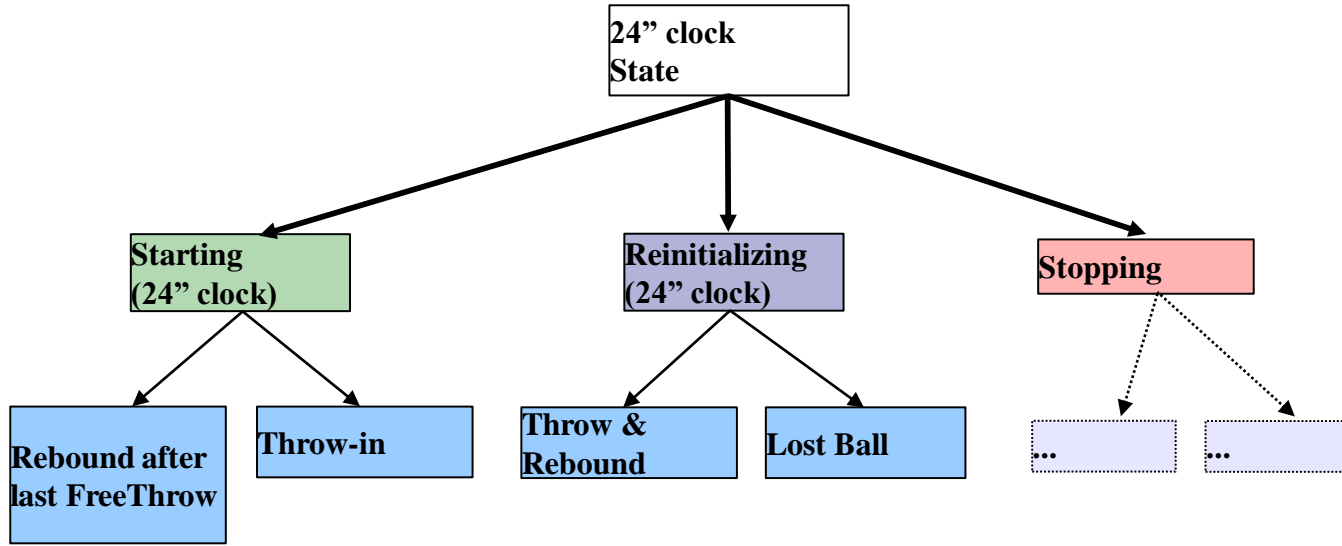 24” clock
State
Starting
(24” clock)
Reinitializing
(24” clock)
Stopping
Rebound after
last FreeThrow
Throw-in
Throw &
Rebound
Lost Ball
...
...